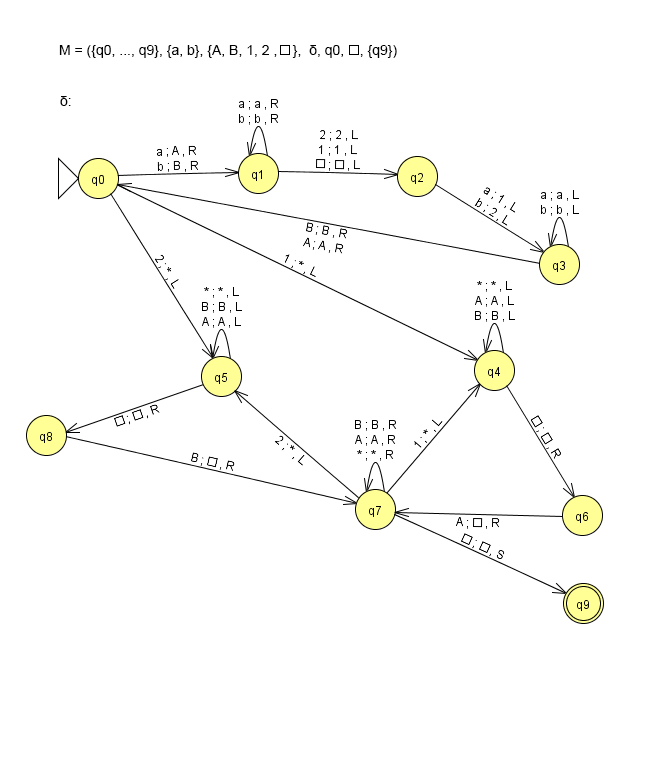 M = ({q0, ..., q9}, {a, b}, {A, B, 1, 2 ,□}, δ, q0, □, {q9})
δ:
a ; a , R
b ; b , R
2 ; 2 , L
1 ; 1 , L
□ ; □ , L
a ; A , R
b ; B , R
q0
q1
q2
a ; 1 , L
b ; 2 , L
a ; a , L
b ; b , L
B ; B , R
A ; A , R
q3
2 ; * , L
1 ; * , L
* ; * , L
B ; B , L
A ; A , L
* ; * , L
A ; A , L
B ; B , L
q5
q4
□ ; □ , R
q8
B ; □ , R
2 ; * , L
B ; B , R
A ; A , R
* ; * , R
1 ; * , L
□ ; □ , R
q7
q6
A ; □ , R
□ ; □ , S
q9